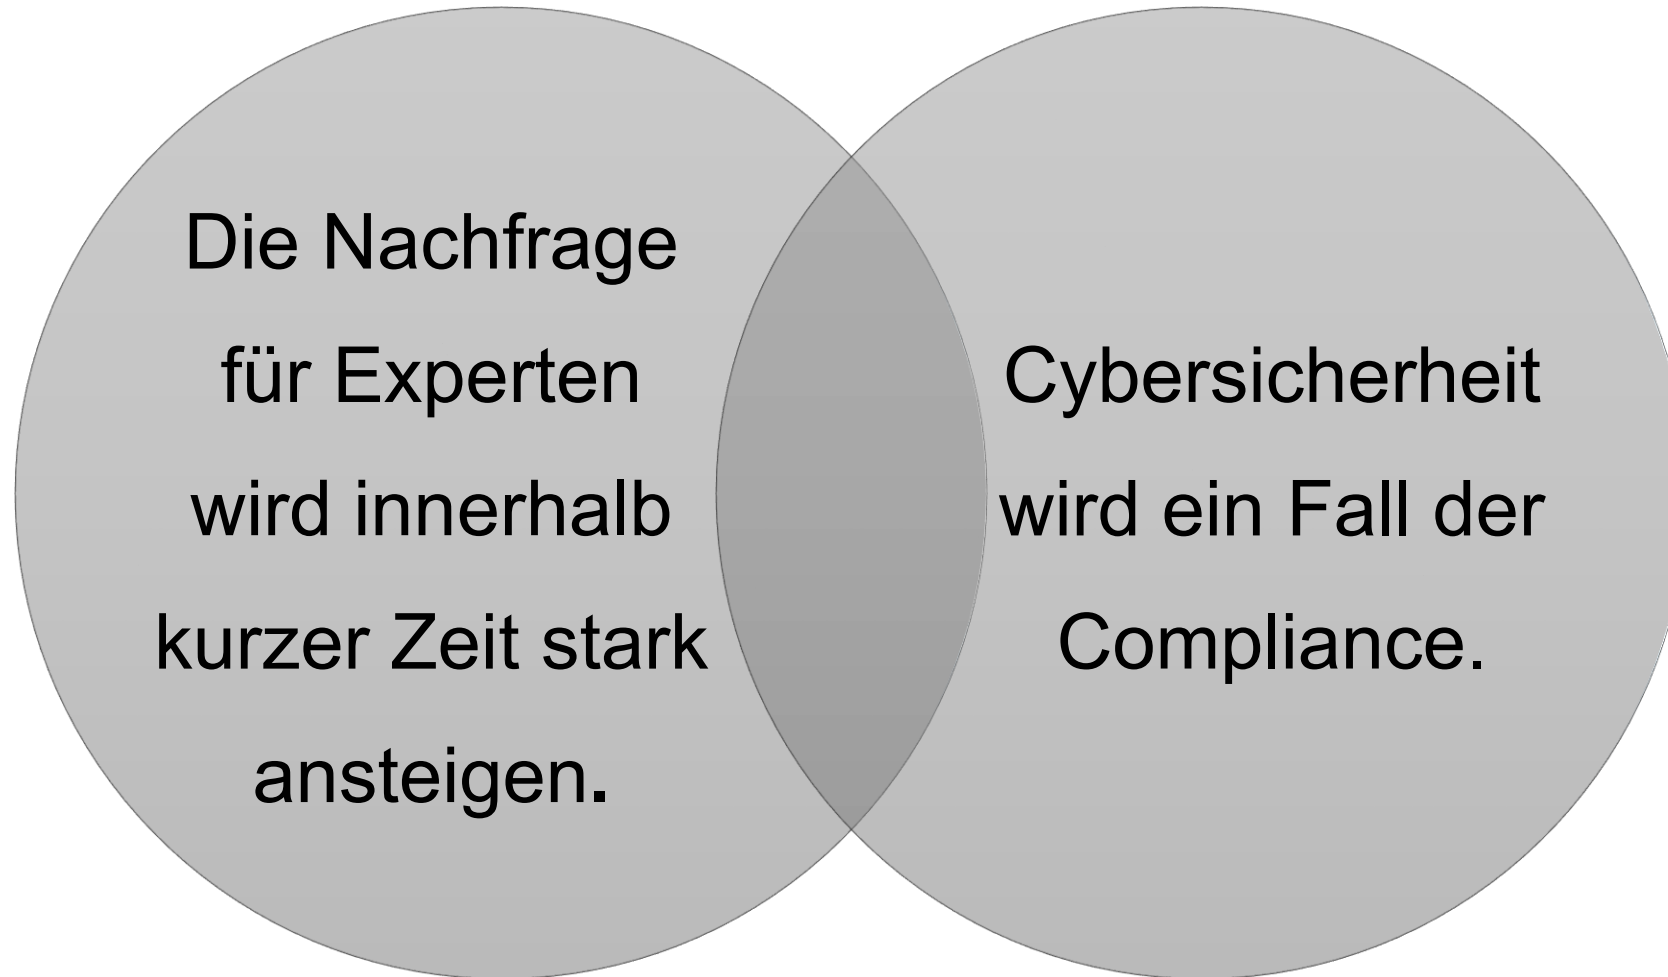 Die Nachfrage
für Experten
wird innerhalb
kurzer Zeit stark
ansteigen.
Cybersicherheit
wird ein Fall der
Compliance.